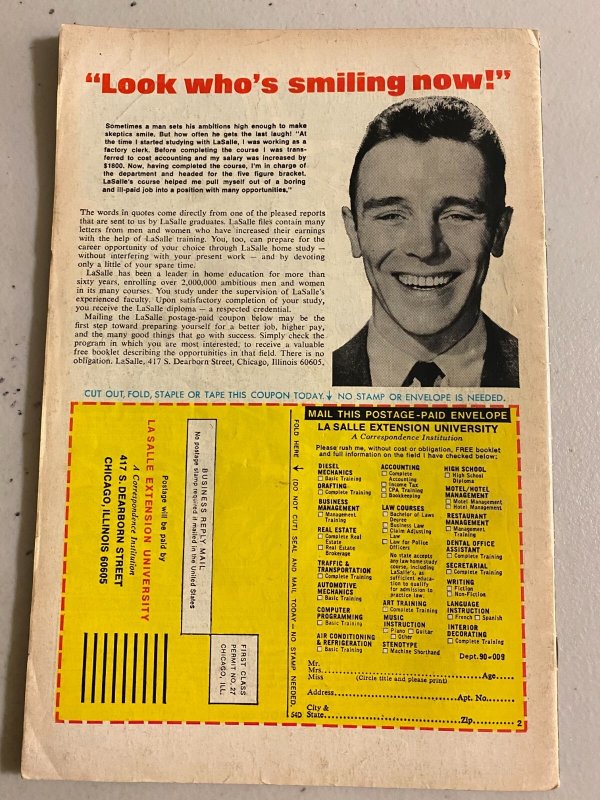 “Look who’s smiling now!”
Sometimes a man sets his ambitions high enough to make
skeptics smile. But how often he gets the last laugh! "At
the time I started studying with LaSalle, I was working as a
factory clerk. Before completing the course I was trans-
ferred to cost accounting and my salary was increased by
$1600. Now, having completed the course, I'm in charge of
the department and headed for the five figure bracket.
LaSalle's course helped me pull myself out of a boring
and ill-paid job into a position with many opportunities."
The words in quotes come directly from one of the pleased reports
that are sent to us by LaSalle graduates. LaSalle files contain many
letters from men and women who have increased their earnings
with the help of LaSalle training. You, too, can prepare for the
career opportunity of your choice through LaSalle home study —
without interfering with your present work — and by devoting
only a little of your spare time.
LaSalle has been a leader in home education for more than
sixty years, enrolling over 2,000,000 ambitious men and women
in its many courses. You study under the supervision of LaSalle's
experienced faculty. Upon satisfactory completion of your study,
you receive the LaSalle diploma — a respected credential.
Mailing the LaSalle postage-paid coupon below may be the
first step toward preparing yourself for a better job, higher pay,
and the many good things that go with success. Simply check the
program in which you are most interested, to receive a valuable
free booklet describing the opportunities in that field. There is no
obligation. LaSalle, 417 S. Dearborn Street, Chicago, Illinois 60605.
CUT OUT, FOLD, STAPLE OR TAPE THIS COUPON TODAY. NO STAMP OR ENVELOPE IS NEEDED.
BUSINESS REPLY MAIL
No postage stamp required if mailed in the United States
Postage will be paid by
LA SALLE EXTENSION UNIVERSITY
A Correspondence Institution
417 S. DEARBORN STREET
CHICAGO, ILLINOIS 60605
FIRST CLASS
PERMIT NO. 27
CHICAGO, ILL.
FOLD HERE (DO NOT CUT) SEAL AND MAIL TODAY—NO STAMP NEEDED.
54D
MAIL THIS POSTAGE-PAID ENVELOPE
LA SALLE EXTENSION UNIVERSITY
A Correspondence Institution
Please rush me, without cost or obligation, FREE booklet
and full information on the field I have checked below:
DIESEL
MECHANICS
Basic Training
DRAFTING
Complete Training
BUSINESS
MANAGEMENT
Management
Training
REAL ESTATE
Complete Real
Estate
Real Estate
Brokerage
TRAFFIC &
TRANSPORTATION
Complete Training
AUTOMOTIVE
MECHANICS
Basic Training
COMPUTER
PROGRAMMING
Basic Training
AIR CONDITIONING
& REFRIGERATION
Basic Training
ACCOUNTING
Complete
Accounting
Income Tax
CPA Training
Bookkeeping
LAW COURSES
Bachelor of Laws
Degree
Business Law
Claim Adjusting
Law
Law for Police
Officers
No state accepts
any law home study
course, including
LaSalle's, as
sufficient educa-
tion to qualify
for admission to
practice law.
ART TRAINING
Complete Training
MUSIC
INSTRUCTION
Piano Guitar
Other
STENOTYPE
Machine Shorthand
HIGH SCHOOL
High School
Diploma
MOTEL/HOTEL
MANAGEMENT
Motel Management
Hotel Management
RESTAURANT
MANAGEMENT
Management
Training
DENTAL OFFICE
ASSISTANT
Complete Training
SECRETARIAL
Complete Training
WRITING
Fiction
Non-Fiction
LANGUAGE
INSTRUCTION
French Spanish
INTERIOR
DECORATING
Complete Training
Dept. 90-009
Mr.
Mrs.
Miss (Circle title and please print) Age
Address Apt. No.
City &
State Zip 2